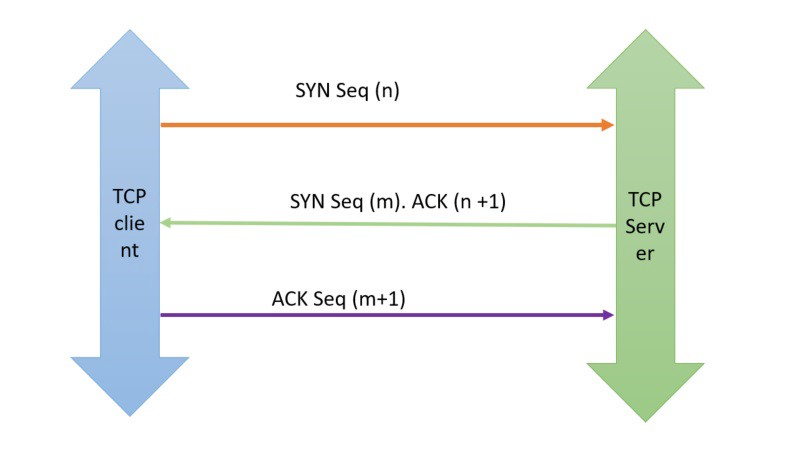 SYN Seq (n)
SYN Seq (m). ACK (n +1)
ACK Seq (m+1)
TCP
clie
nt
TCP
Serv
er